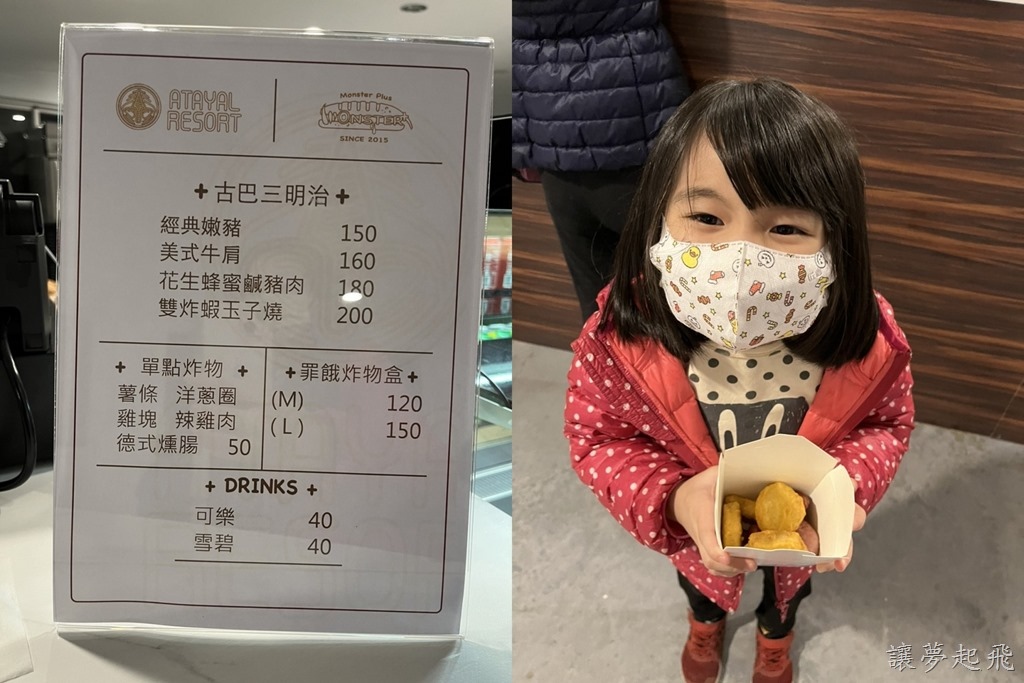 ATAYAL
RESORT
Monster Plus
MONSTER
SINCE 2015
+ 古巴三明治 +
經典嫩豬 150
美式牛肩 160
花生蜂蜜鹹豬肉 180
雙炸蝦玉子燒 200
+ 單點炸物 +
薯條 洋蔥圈
雞塊 辣雞肉
德式燻腸 50
+ 罪餓炸物盒 +
(M) 120
(L) 150
+ DRINKS +
可樂 40
雪碧 40
讓夢起飛